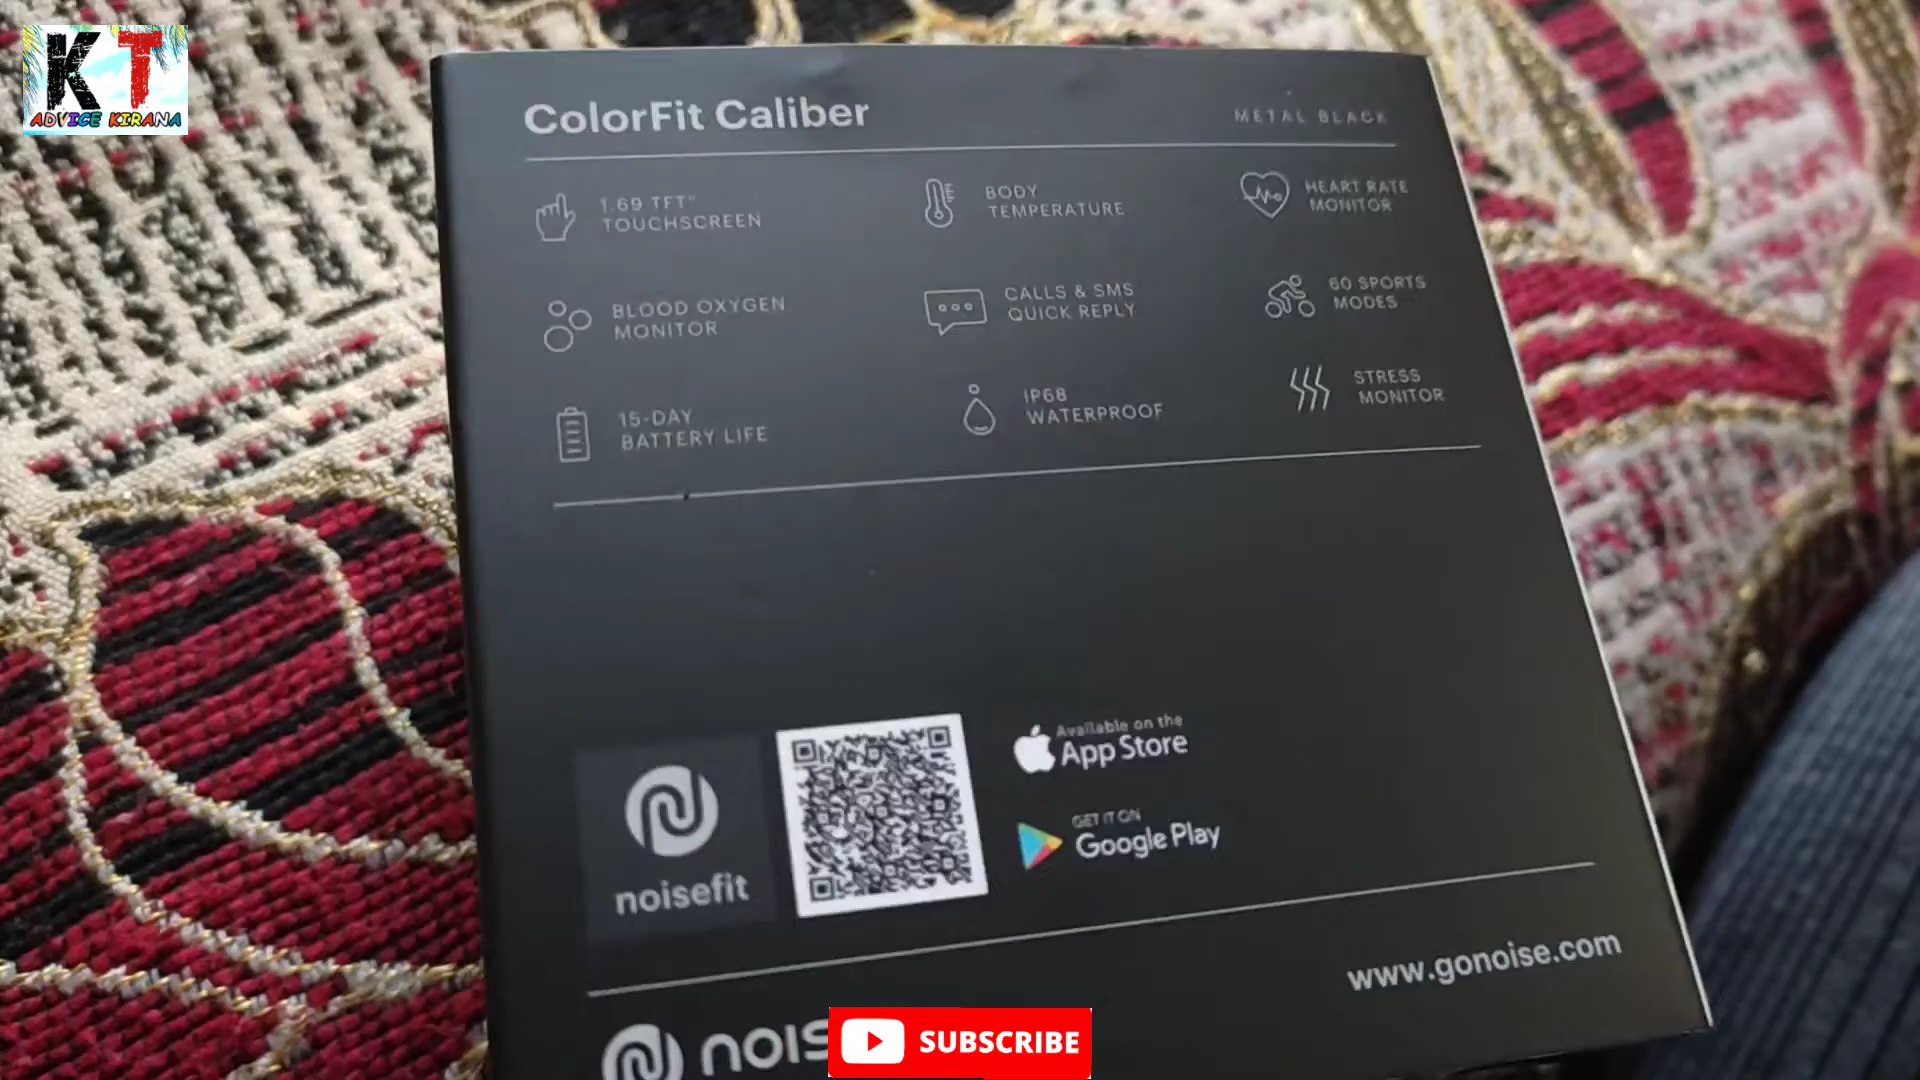 KT
ADVICE KIRANA
ColorFit Caliber
METAL BLACK
1.69 TFT"
TOUCHSCREEN
BODY
TEMPERATURE
HEART RATE
MONITOR
BLOOD OXYGEN
MONITOR
CALLS & SMS
QUICK REPLY
60 SPORTS
MODES
15-DAY
BATTERY LIFE
IP68
WATERPROOF
STRESS
MONITOR
noisefit
Available on the
App Store
GET IT ON
Google Play
www.gonoise.com
NOIS
SUBSCRIBE